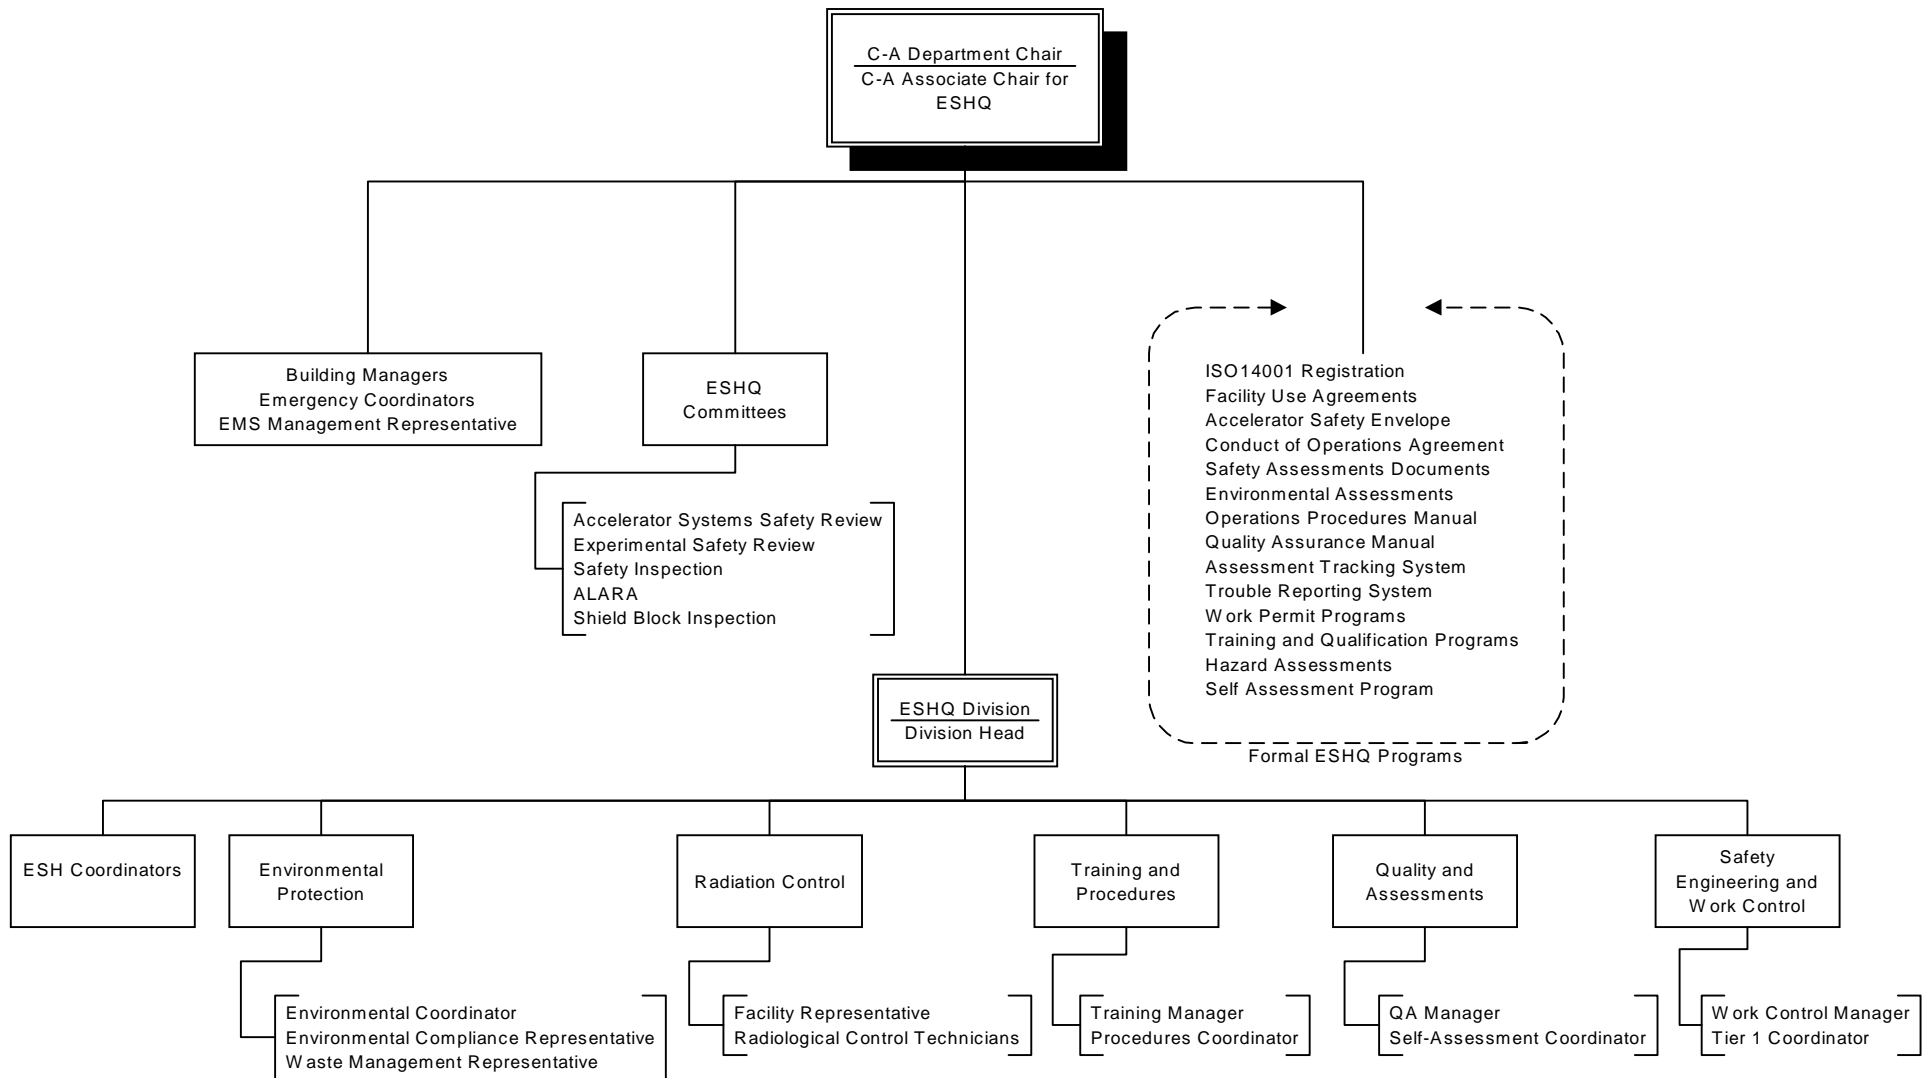 C-A Department Chair
C-A Associate Chair for
ESHQ
Building Managers
Emergency Coordinators
EMS Management Representative
ESHQ
Committees
Accelerator Systems Safety Review
Experimental Safety Review
Safety Inspection
ALARA
Shield Block Inspection
ISO14001 Registration
Facility Use Agreements
Accelerator Safety Envelope
Conduct of Operations Agreement
Safety Assessments Documents
Environmental Assessments
Operations Procedures Manual
Quality Assurance Manual
Assessment Tracking System
Trouble Reporting System
Work Permit Programs
Training and Qualification Programs
Hazard Assessments
Self Assessment Program
Formal ESHQ Programs
ESHQ Division
Division Head
ESH Coordinators
Environmental
Protection
Environmental Coordinator
Environmental Compliance Representative
Waste Management Representative
Radiation Control
Facility Representative
Radiological Control Technicians
Training and
Procedures
Training Manager
Procedures Coordinator
Quality and
Assessments
QA Manager
Self-Assessment Coordinator
Safety
Engineering and
Work Control
Work Control Manager
Tier 1 Coordinator